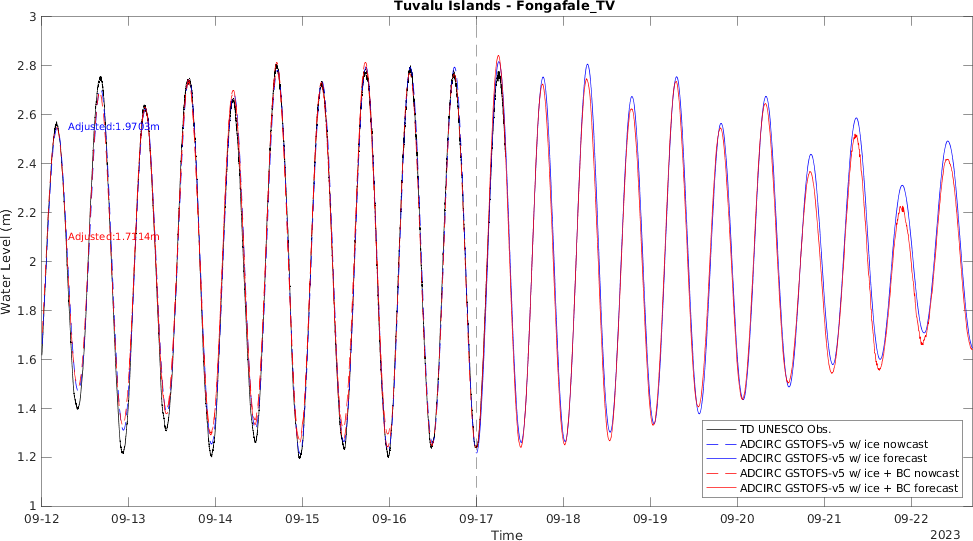 Tuvalu Islands - Fongafale_TV
3
2.8
2.6
2.4
2.2
2
1.8
1.6
1.4
1.2
1
Water Level (m)
Adjusted:1.9703m
Adjusted:1.7714m
TD UNESCO Obs.
ADCIRC GSTOFS-v5 w/ ice nowcast
ADCIRC GSTOFS-v5 w/ ice forecast
ADCIRC GSTOFS-v5 w/ ice + BC nowcast
ADCIRC GSTOFS-v5 w/ ice + BC forecast
09-12 09-13 09-14 09-15 09-16 09-17 09-18 09-19 09-20 09-21 09-22
Time
2023